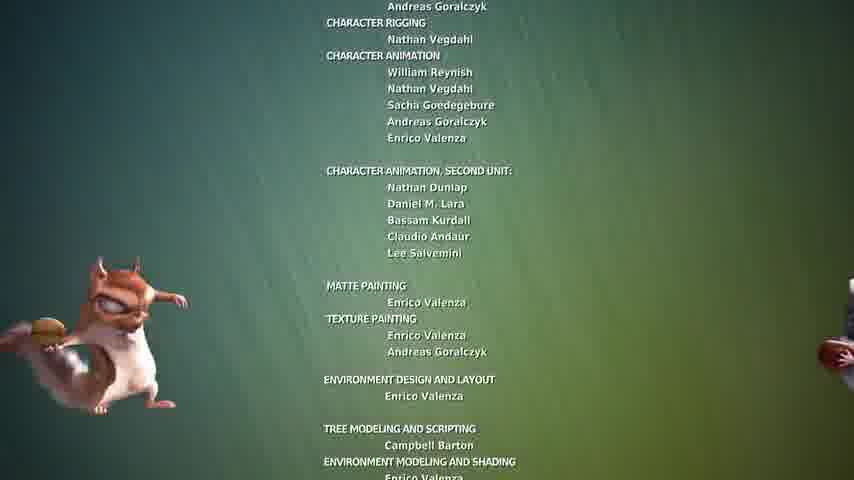 Andreas Goralczyk
CHARACTER RIGGING
Nathan Vegdahl
CHARACTER ANIMATION
William Reynish
Nathan Vegdahl
Sacha Goedegebure
Andreas Goralczyk
Enrico Valenza
CHARACTER ANIMATION, SECOND UNIT:
Nathan Dunlap
Daniel M. Lara
Bassam Kurdali
Claudio Andaur
Lee Salvemini
MATTE PAINTING
Enrico Valenza
TEXTURE PAINTING
Enrico Valenza
Andreas Goralczyk
ENVIRONMENT DESIGN AND LAYOUT
Enrico Valenza
TREE MODELING AND SCRIPTING
Campbell Barton
ENVIRONMENT MODELING AND SHADING
Enrico Valenza